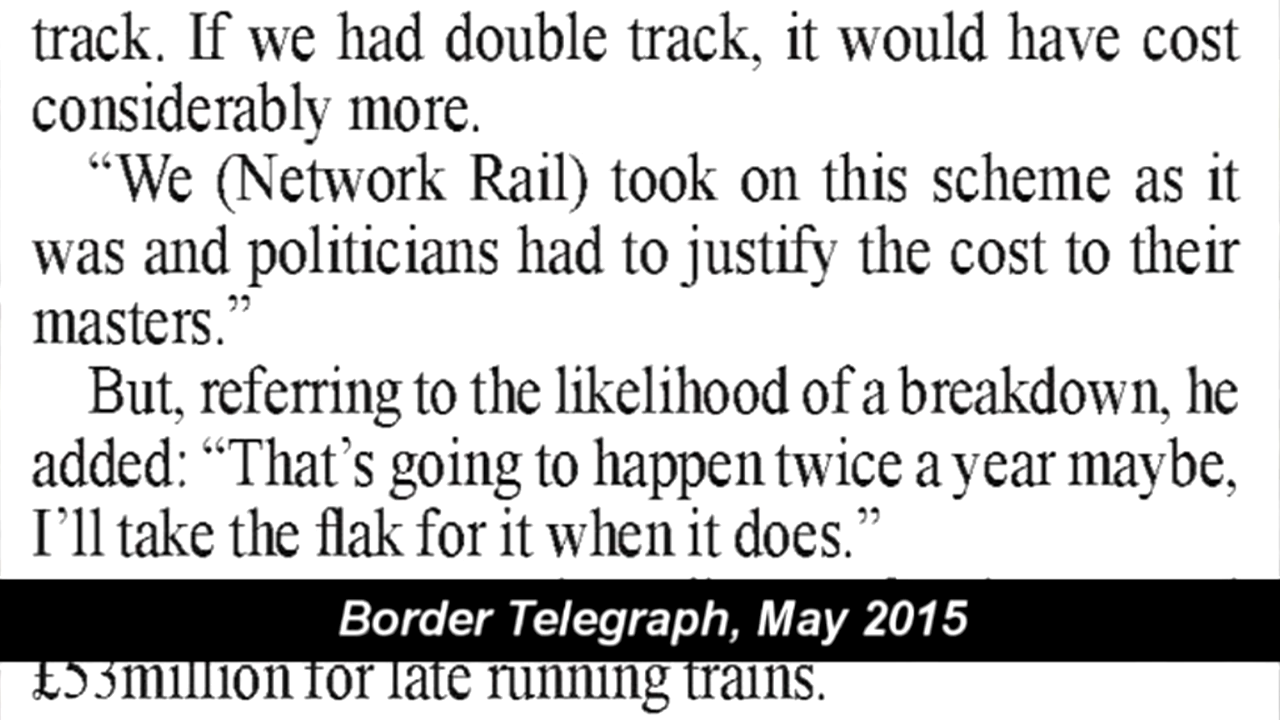 track. If we had double track, it would have cost
considerably more.
“We (Network Rail) took on this scheme as it
was and politicians had to justify the cost to their
masters.”
But, referring to the likelihood of a breakdown, he
added: “That’s going to happen twice a year maybe,
I’ll take the flak for it when it does.”
Border Telegraph, May 2015
£53million for late running trains.